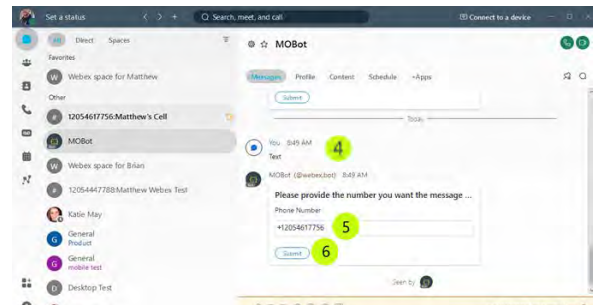 Set a status
Search, meet, and call
Connect to a device
All Direct Spaces
Favorites
Webex space for Matthew
Other
12054617756:Matthew's Cell
MOBot
Webex space for Brian
12054447788:Matthew Webex Test
Katie May
G General
Product
G General
mobile test
D Desktop Test
MOBot
Messages Profile Content Schedule +Apps
Submit
Today
You 8:49 AM
4
Text
MOBot (@webex.bot) 8:49 AM
Please provide the number you want the message ...
Phone Number
+12054617756
5
Submit
6
Seen by